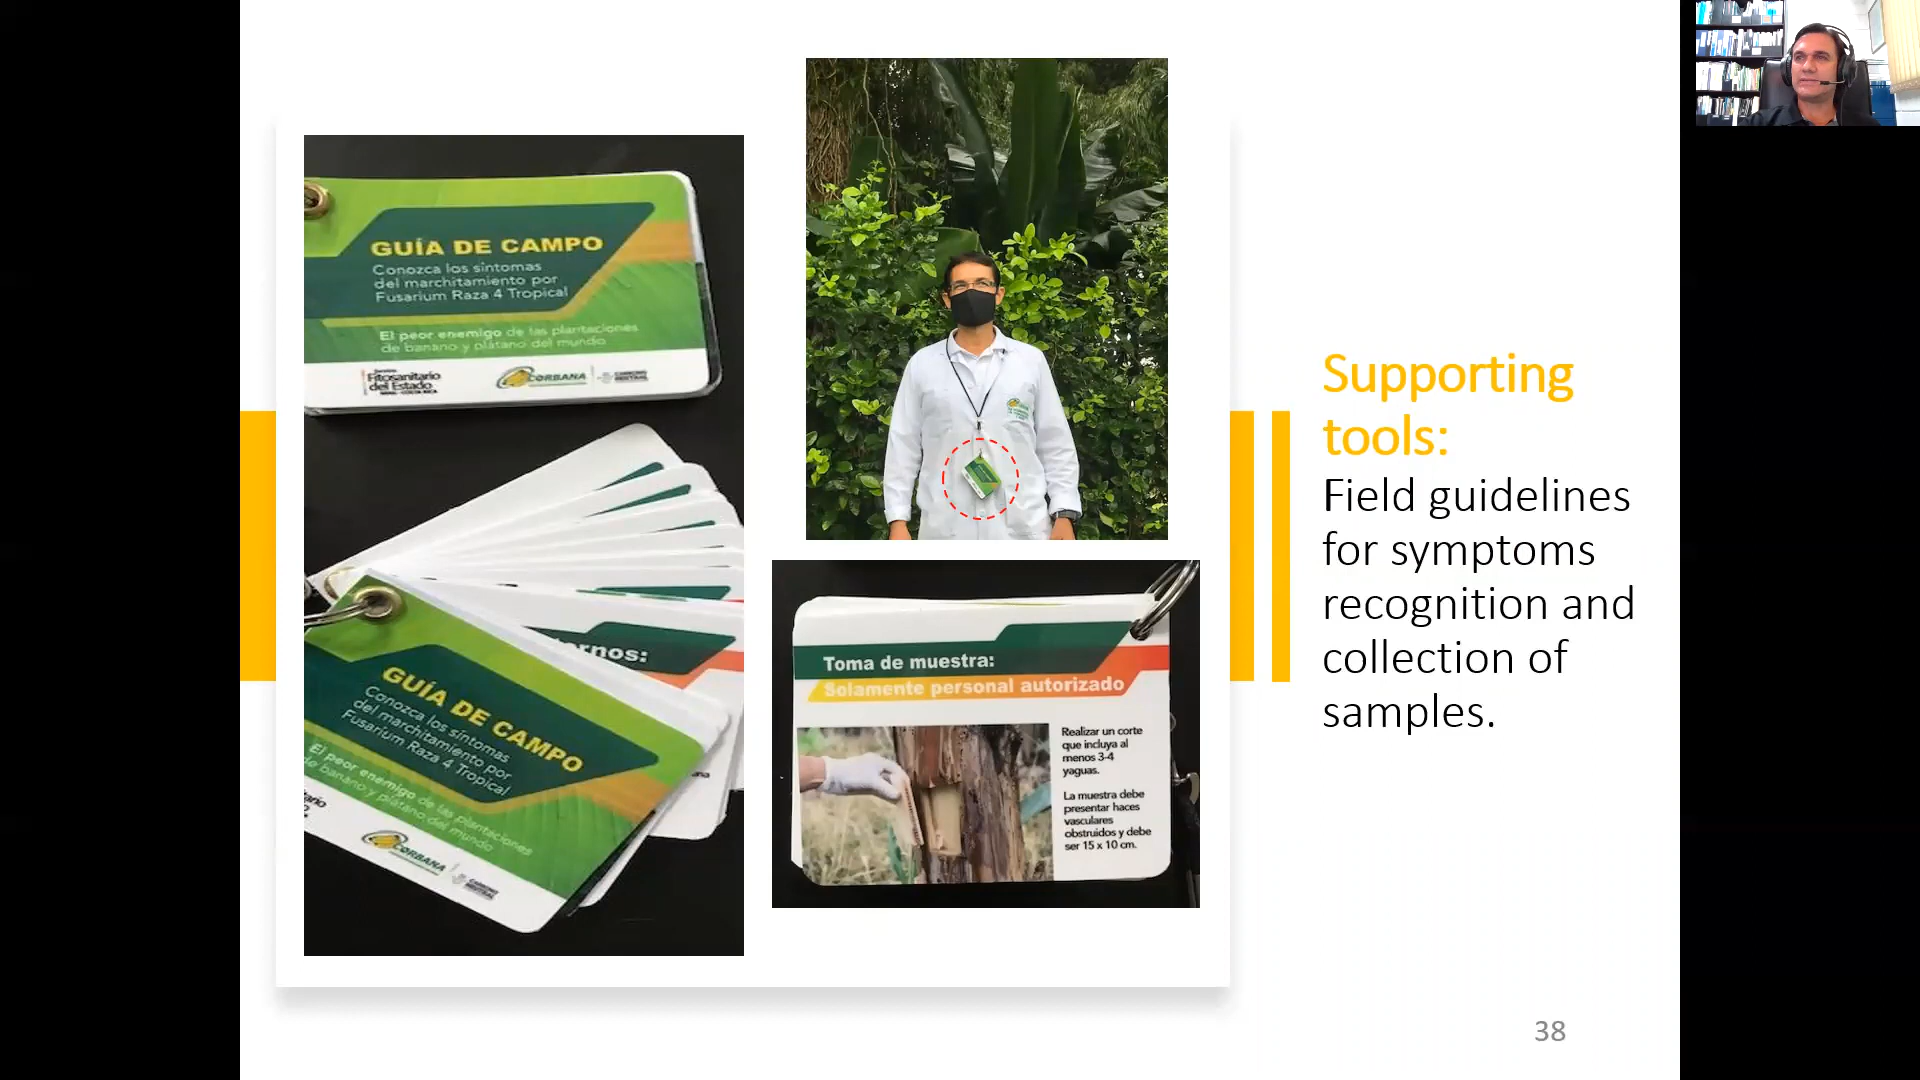 GUÍA DE CAMPO
Conozca los síntomas
del marchitamiento por
Fusarium Raza 4 Tropical
El peor enemigo de las plantaciones
de banano y plátano del mundo
Servicio
Fitosanitario
del Estado
CORBANA
ernos:
GUÍA DE CAMPO
Conozca los síntomas
del marchitamiento por
Fusarium Raza 4 Tropical
El peor enemigo de las plantaciones
de banano y plátano del mundo
CORBANA
Toma de muestra:
Solamente personal autorizado
Realizar un corte
que incluya al
menos 3-4
yaguas.
La muestra debe
presentar haces
vasculares
obstruidos y debe
ser 15 x 10 cm.
Supporting
tools:
Field guidelines
for symptoms
recognition and
collection of
samples.
38